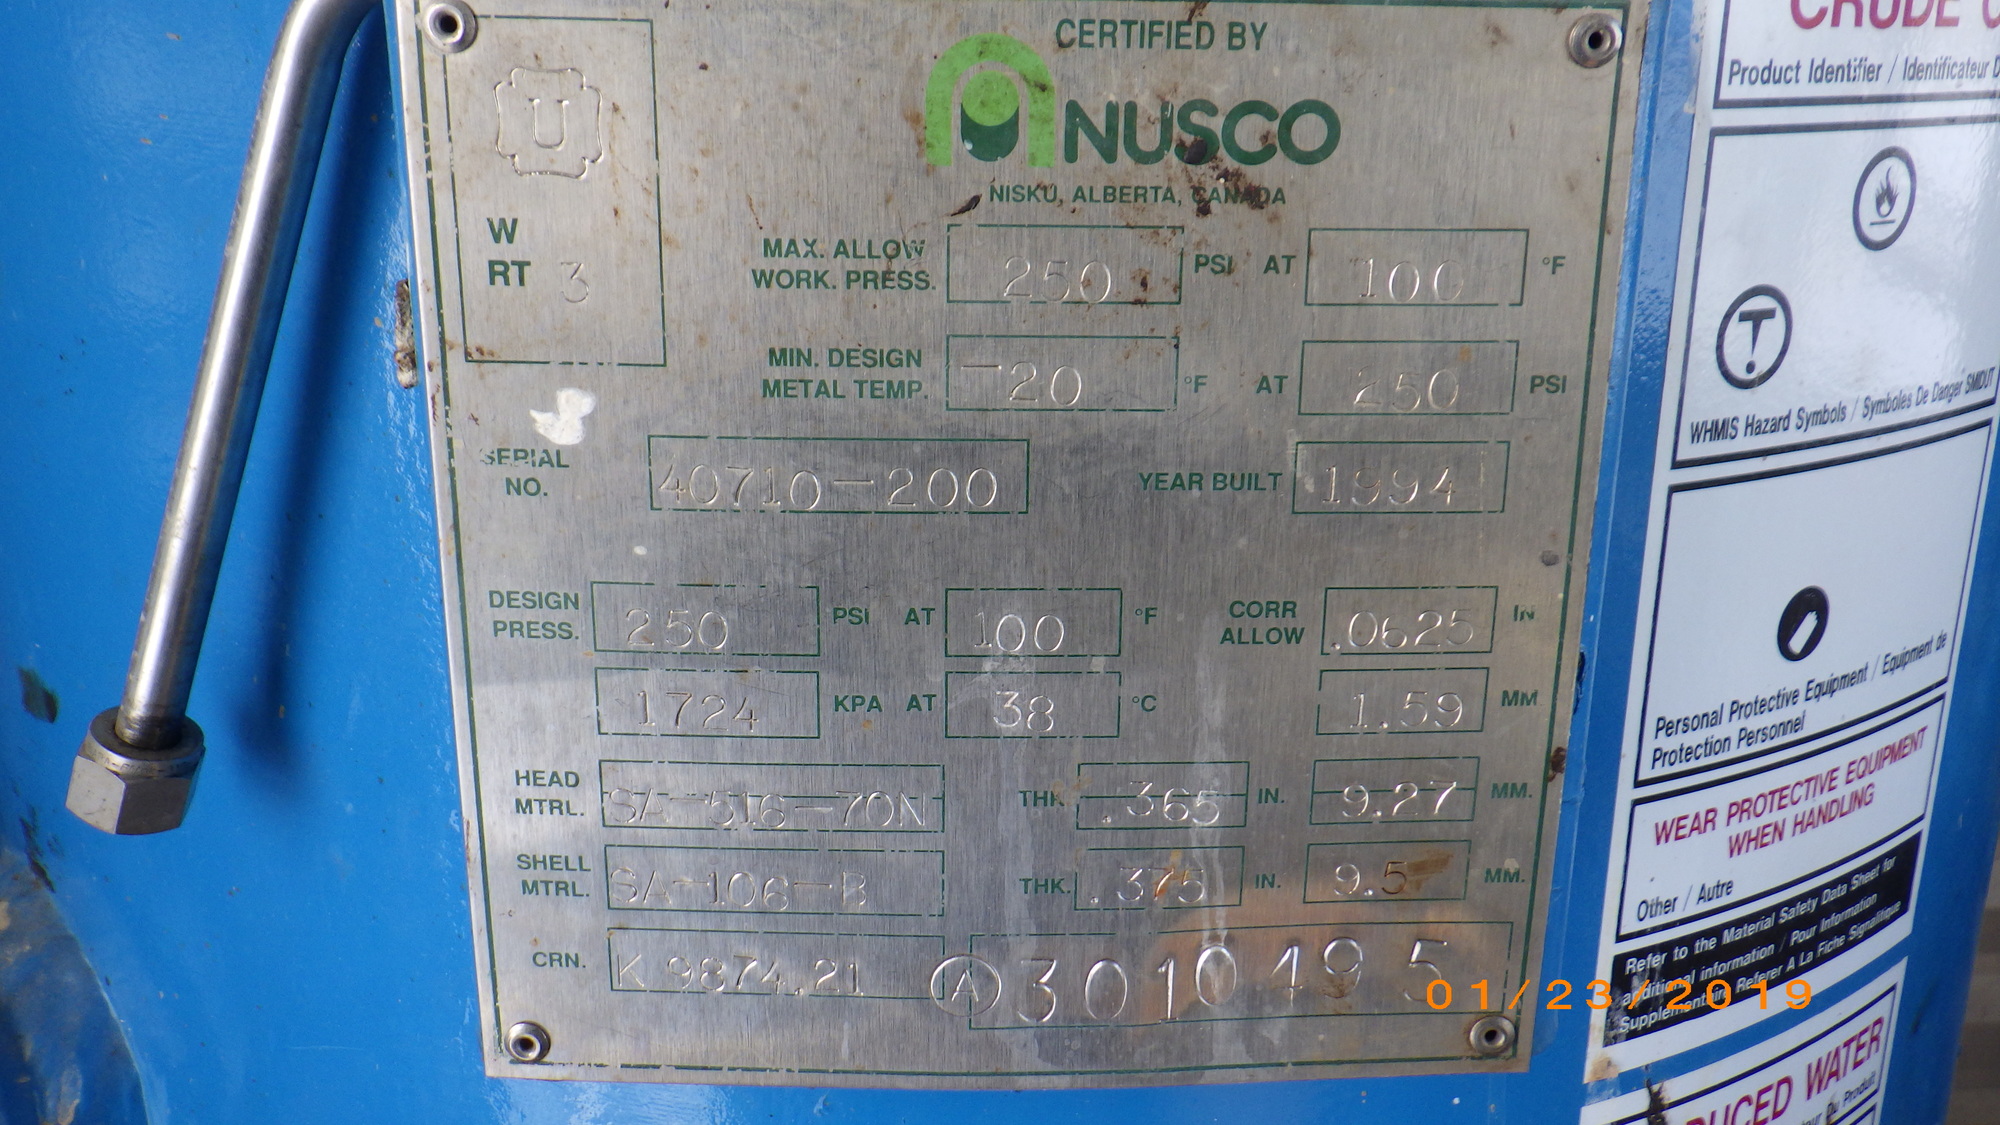 CERTIFIED BY
NUSCO
NISKU, ALBERTA, CANADA
U
W
RT 3
MAX. ALLOW
WORK. PRESS. 250 PSI AT 100 °F
MIN. DESIGN
METAL TEMP. -20 °F AT 250 PSI
SERIAL
NO. 40710-200 YEAR BUILT 1994
DESIGN
PRESS. 250 PSI AT 100 °F
CORR
ALLOW .0625 IN
1724 KPA AT 38 °C 1.59 MM
HEAD
MTRL. SA-516-70N THK .365 IN. 9.27 MM.
SHELL
MTRL. SA-106-B THK. .375 IN. 9.5 MM.
CRN. K 9874.21 A 3010495
CRUDE
Product Identifier / Identificateur D
WHMIS Hazard Symbols / Symboles De Danger SIMDUT
Personal Protective Equipment / Equipment de
Protection Personnel
WEAR PROTECTIVE EQUIPMENT
WHEN HANDLING
Other / Autre
Refer to the Material Safety Data Sheet for
additional information / Pour Information
Supplementaire Referer A La Fiche Signaletique
DUCED WATER
Du Produit
01/23/2019